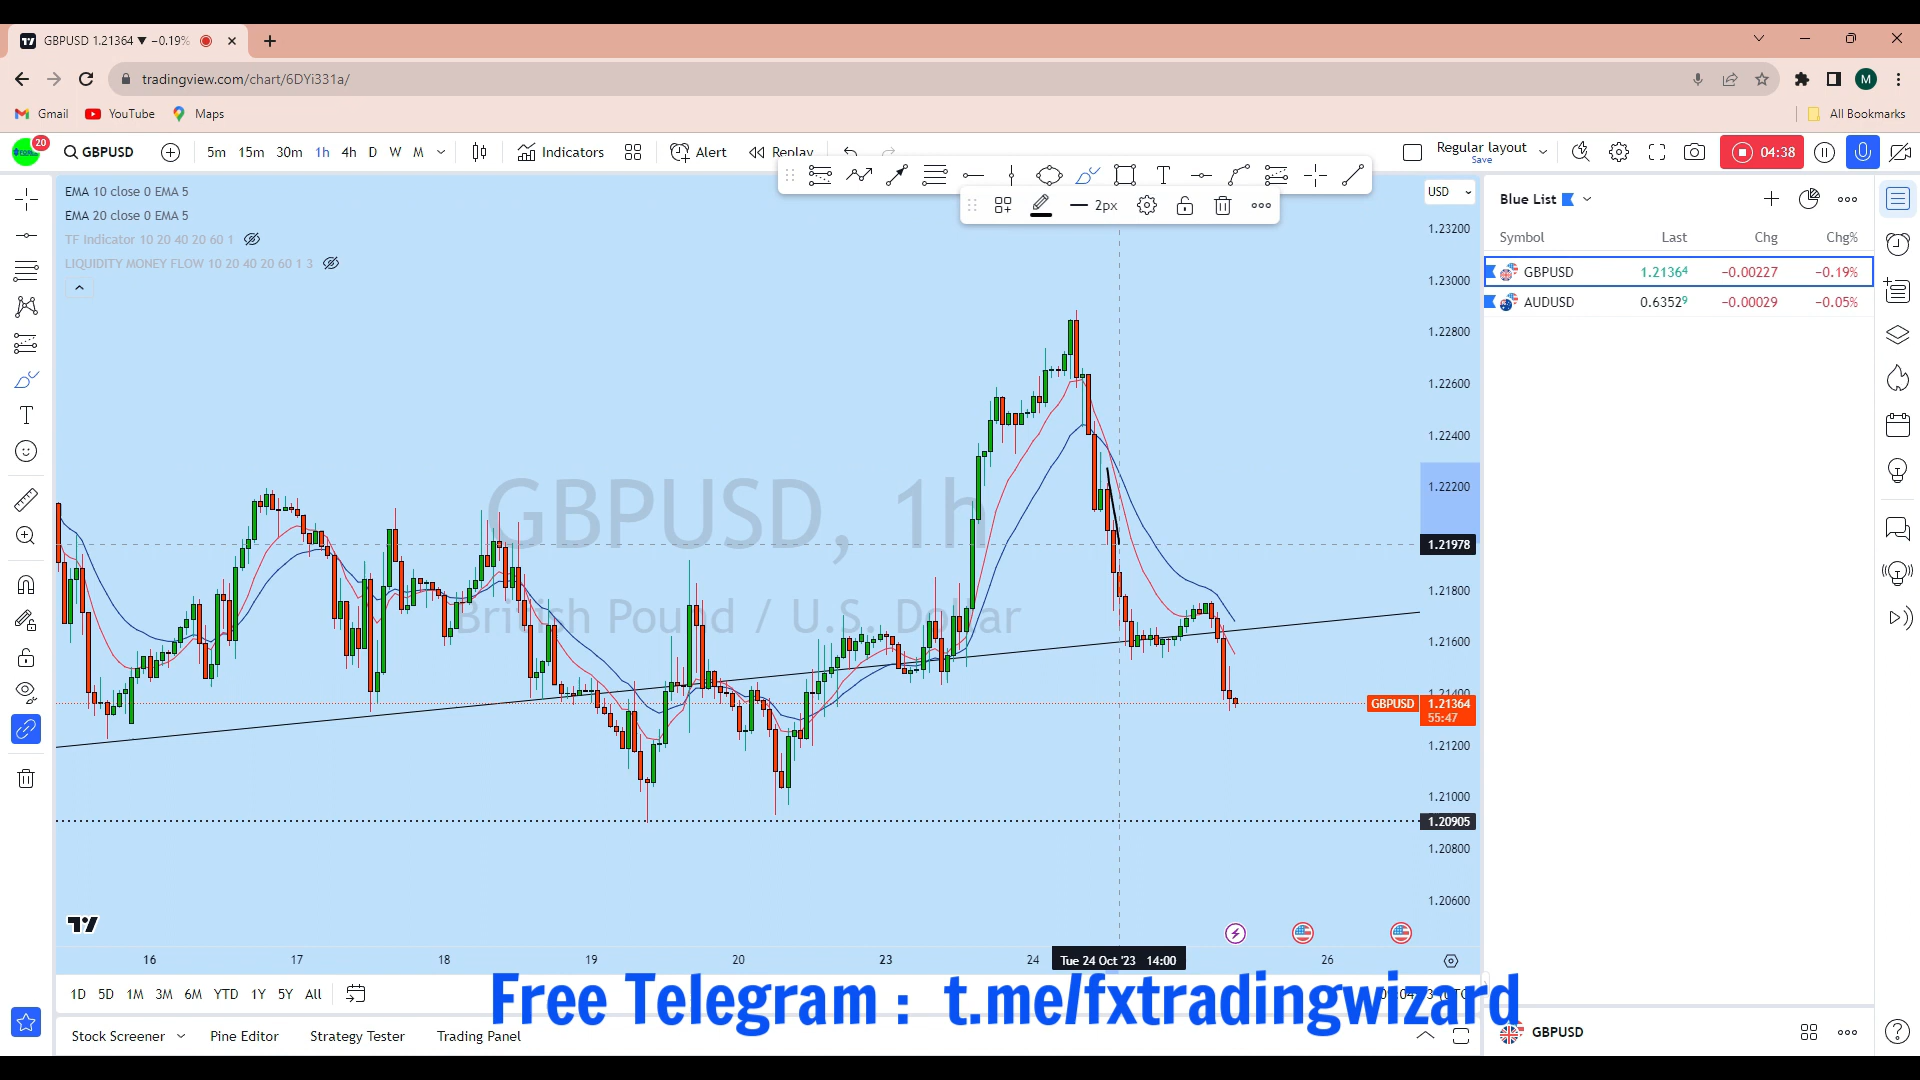 GBPUSD 1.21364 ▼ −0.19%
tradingview.com/chart/6DYi331a/
M
Gmail YouTube Maps All Bookmarks
20
GBPUSD 5m 15m 30m 1h 4h D W M Indicators Alert Replay
Regular layout
Save
04:38
2px
EMA 10 close 0 EMA 5
EMA 20 close 0 EMA 5
TF Indicator 10 20 40 20 60 1
LIQUIDITY MONEY FLOW 10 20 40 20 60 1 3
GBPUSD, 1h
British Pound / U.S. Dollar
USD
1.23200
1.23000
1.22800
1.22600
1.22400
1.22200
1.21978
1.21800
1.21600
1.21400
GBPUSD 1.21364
55:47
1.21200
1.21000
1.20905
1.20800
1.20600
16 17 18 19 20 23 24 Tue 24 Oct '23 14:00 26
Blue List
Symbol Last Chg Chg%
GBPUSD 1.21364 −0.00227 −0.19%
AUDUSD 0.63529 −0.00029 −0.05%
1D 5D 1M 3M 6M YTD 1Y 5Y All
Free Telegram : t.me/fxtradingwizard
Stock Screener Pine Editor Strategy Tester Trading Panel
GBPUSD